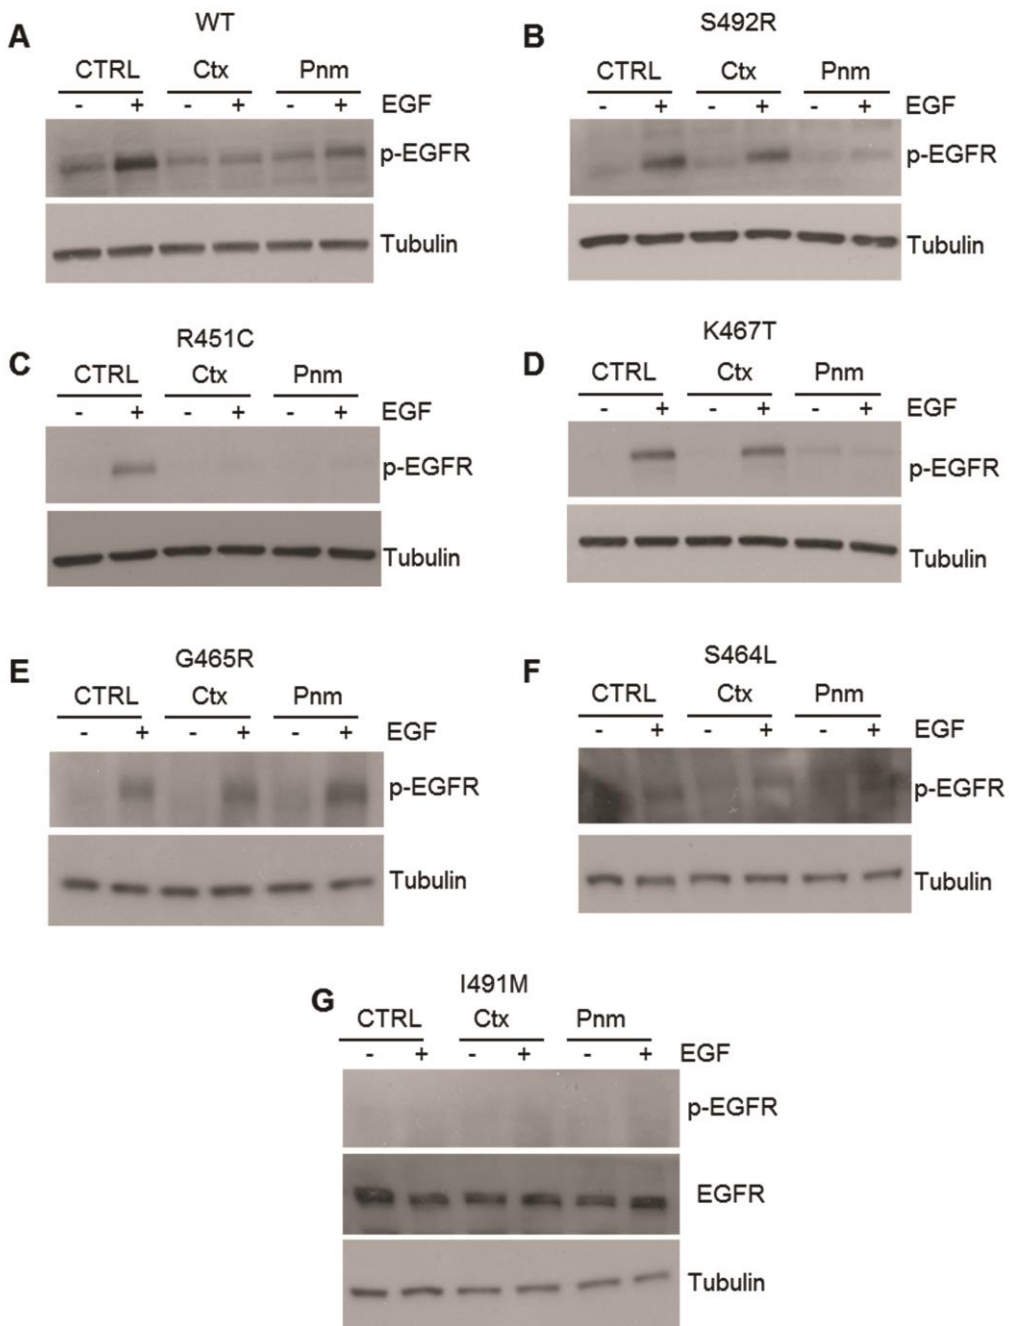 A
WT
CTRL Ctx Pnm
- + - + - + EGF
p-EGFR
Tubulin
B
S492R
CTRL Ctx Pnm
- + - + - + EGF
p-EGFR
Tubulin
C
R451C
CTRL Ctx Pnm
- + - + - + EGF
p-EGFR
Tubulin
D
K467T
CTRL Ctx Pnm
- + - + - + EGF
p-EGFR
Tubulin
E
G465R
CTRL Ctx Pnm
- + - + - + EGF
p-EGFR
Tubulin
F
S464L
CTRL Ctx Pnm
- + - + - + EGF
p-EGFR
Tubulin
G
I491M
CTRL Ctx Pnm
- + - + - + EGF
p-EGFR
EGFR
Tubulin